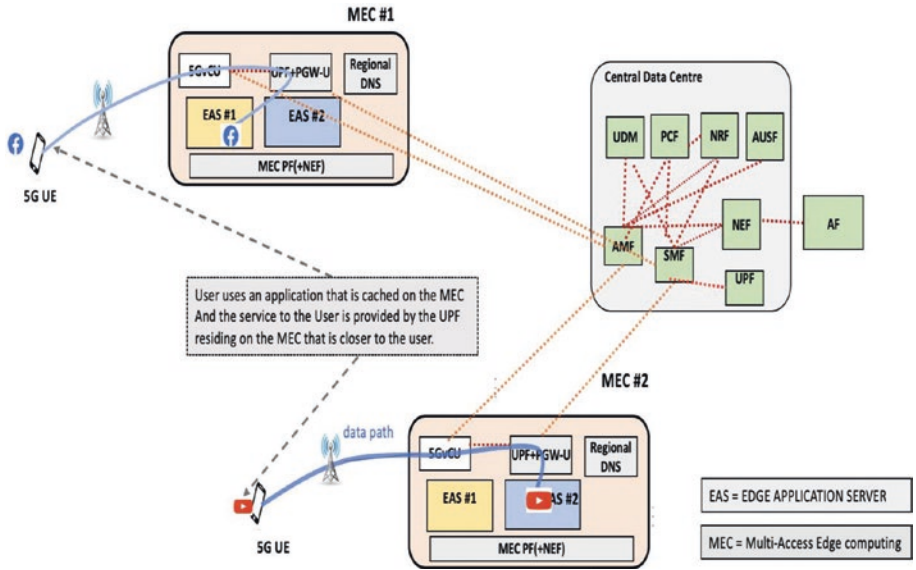 MEC #1
5GvCU
UPF+PGW-U
Regional
DNS
EAS #1
EAS #2
MEC PF(+NEF)
5G UE
Central Data Centre
UDM
PCF
NRF
AUSF
NEF
AF
AMF
SMF
UPF
User uses an application that is cached on the MEC
And the service to the User is provided by the UPF
residing on the MEC that is closer to the user.
MEC #2
data path
5GvCU
UPF+PGW-U
Regional
DNS
EAS #1
AS #2
MEC PF(+NEF)
5G UE
EAS = EDGE APPLICATION SERVER
MEC = Multi-Access Edge computing